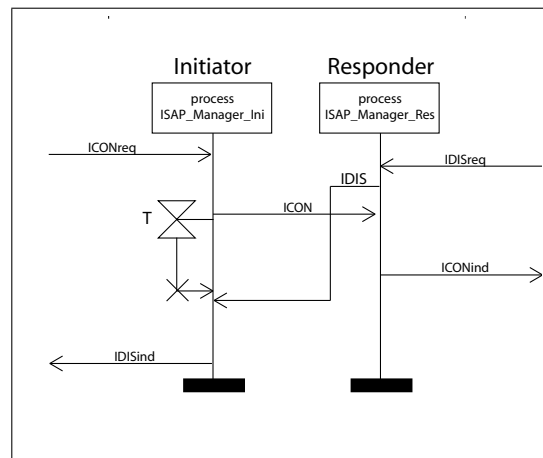 Initiator
Responder
process
ISAP_Manager_Ini
process
ISAP_Manager_Res
ICONreq
IDISreq
IDIS
T
ICON
ICONind
IDISind